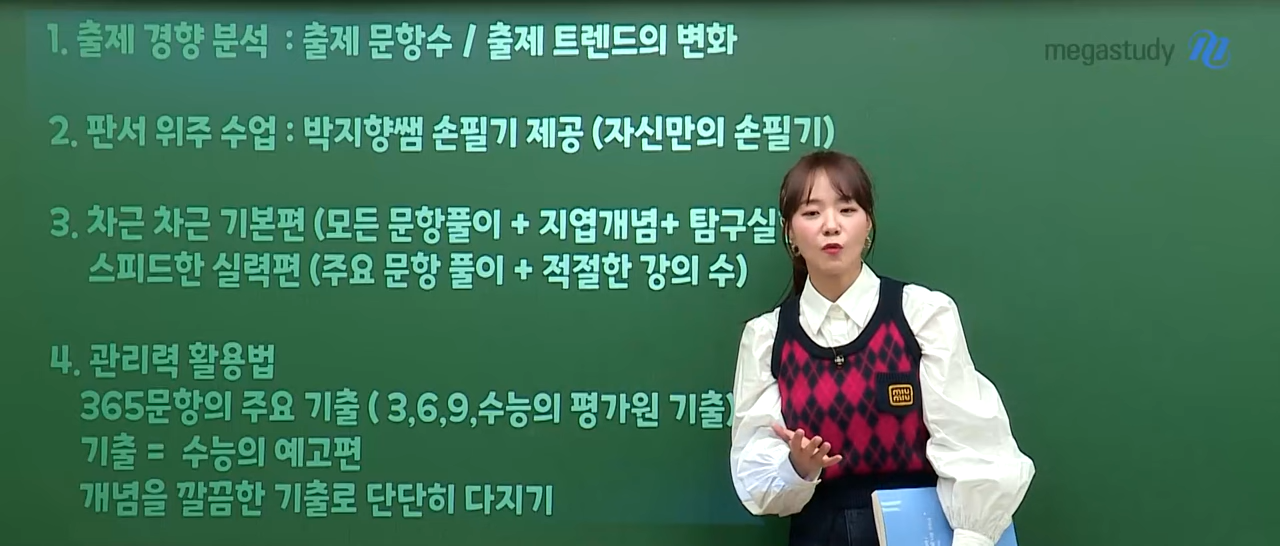 1. 출제 경향 분석 : 출제 문항수 / 출제 트렌드의 변화
megastudy
2. 판서 위주 수업 : 박지향쌤 손필기 제공 (자신만의 손필기)
3. 차근 차근 기본편 (모든 문항풀이 + 지엽개념+ 탐구실
스피드한 실력편 (주요 문항 풀이 + 적절한 강의 수)
4. 관리력 활용법
365문항의 주요 기출 ( 3,6,9,수능의 평가원 기출)
기출 = 수능의 예고편
개념을 깔끔한 기출로 단단히 다지기
miu
miu